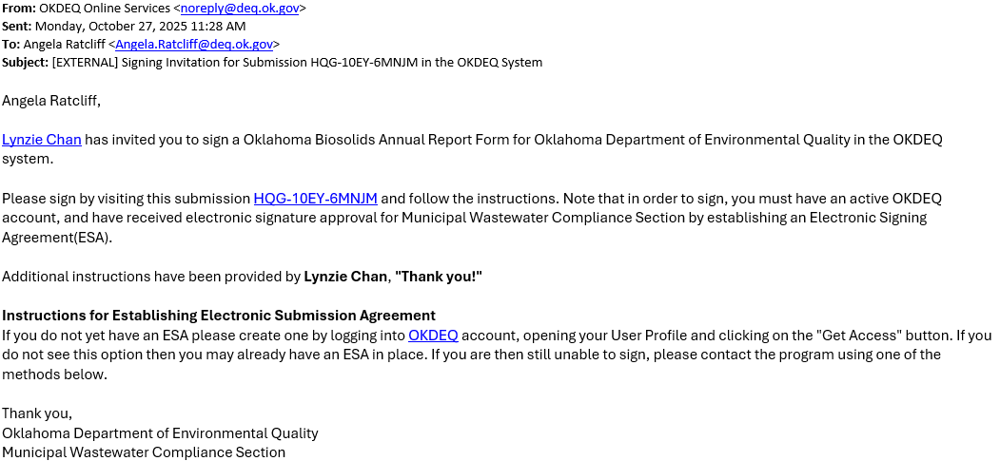 From: OKDEQ Online Services <noreply@deq.ok.gov>
Sent: Monday, October 27, 2025 11:28 AM
To: Angela Ratcliff <Angela.Ratcliff@deq.ok.gov>
Subject: [EXTERNAL] Signing Invitation for Submission HQG-10EY-6MNJM in the OKDEQ System
Angela Ratcliff,
Lynzie Chan has invited you to sign a Oklahoma Biosolids Annual Report Form for Oklahoma Department of Environmental Quality in the OKDEQ
system.
Please sign by visiting this submission HQG-10EY-6MNJM and follow the instructions. Note that in order to sign, you must have an active OKDEQ
account, and have received electronic signature approval for Municipal Wastewater Compliance Section by establishing an Electronic Signing
Agreement(ESA).
Additional instructions have been provided by Lynzie Chan, "Thank you!"
Instructions for Establishing Electronic Submission Agreement
If you do not yet have an ESA please create one by logging into OKDEQ account, opening your User Profile and clicking on the "Get Access" button. If you
do not see this option then you may already have an ESA in place. If you are then still unable to sign, please contact the program using one of the
methods below.
Thank you,
Oklahoma Department of Environmental Quality
Municipal Wastewater Compliance Section